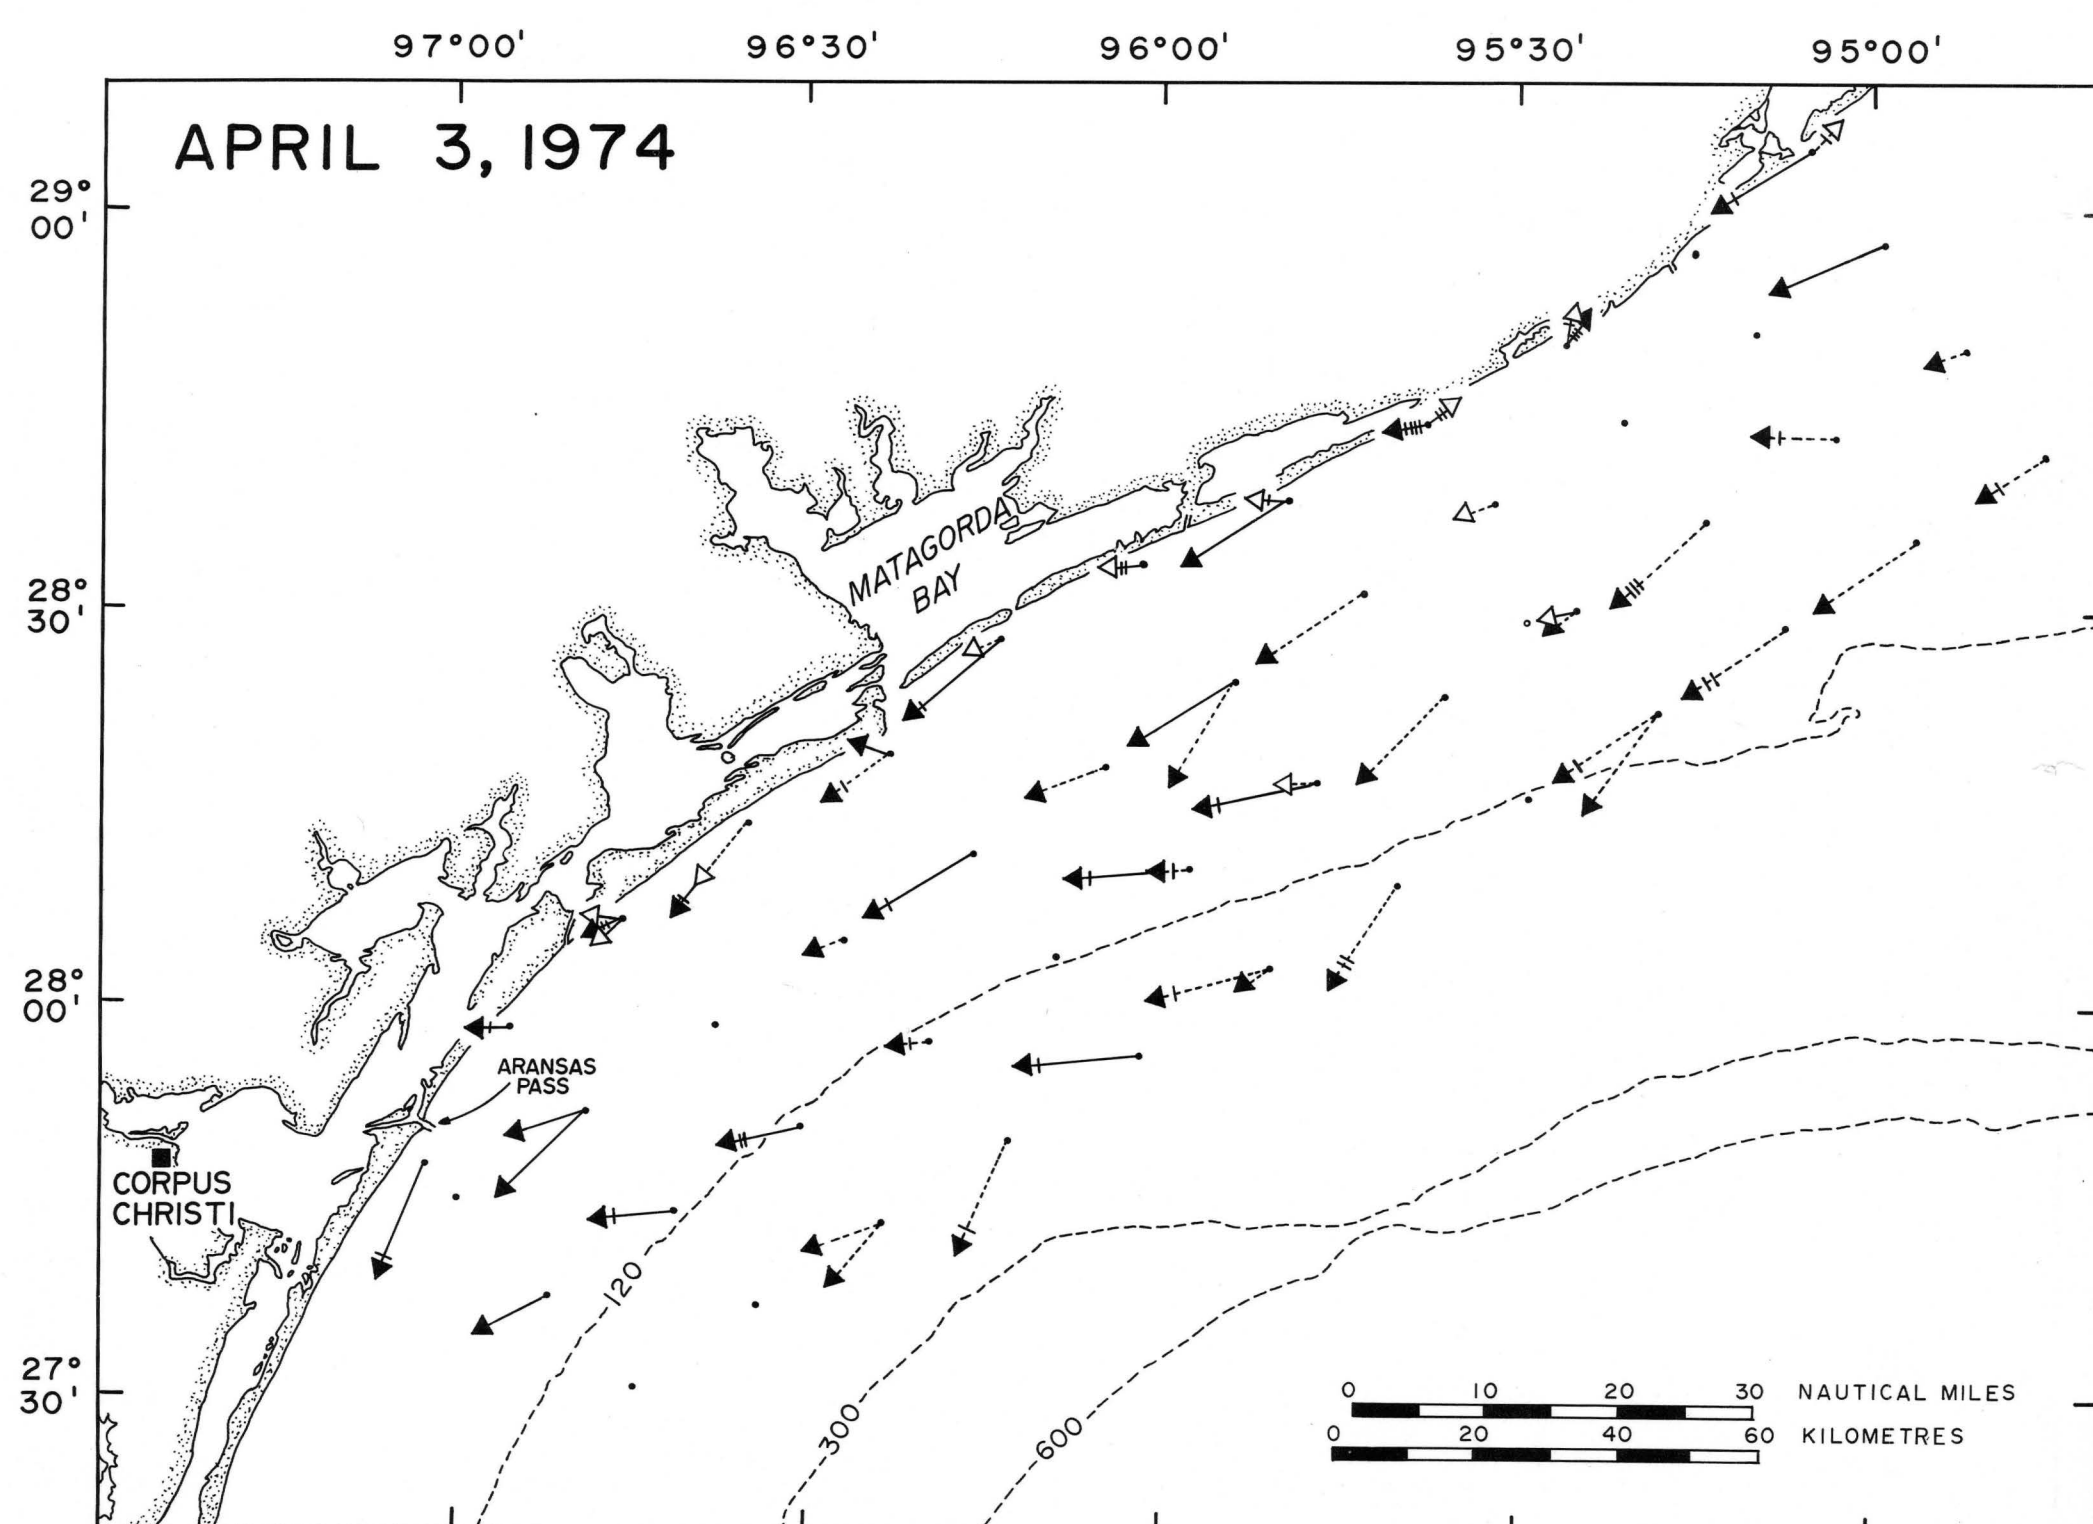 97°00' 96°30' 96°00' 95°30' 95°00'
APRIL 3, 1974
29°
00'
MATAGORDA
BAY
28°
30'
28°
00'
ARANSAS
PASS
CORPUS
CHRISTI
120
27°
30'
300
600
0 10 20 30 NAUTICAL MILES
0 20 40 60 KILOMETRES